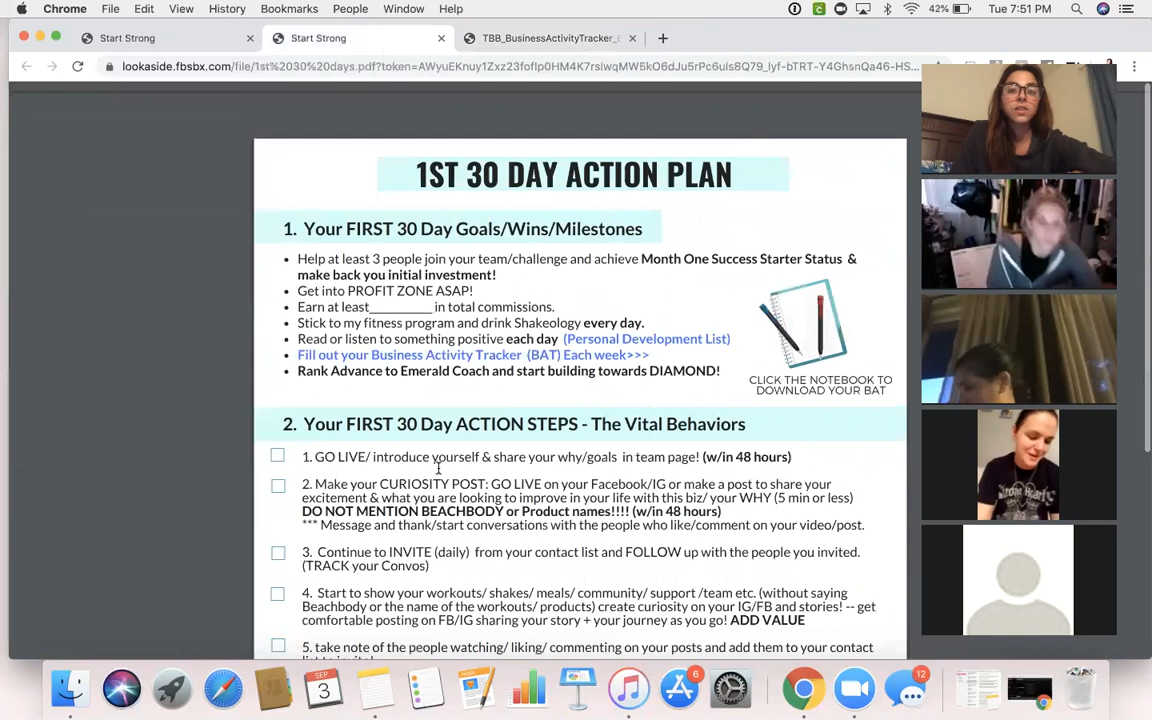 Chrome File Edit View History Bookmarks People Window Help 42% Tue 7:51 PM
Start Strong Start Strong TBB_BusinessActivityTracker_
1ST 30 DAY ACTION PLAN
1. Your FIRST 30 Day Goals/Wins/Milestones
• Help at least 3 people join your team/challenge and achieve Month One Success Starter Status &
make back you initial investment!
• Get into PROFIT ZONE ASAP!
• Earn at least___________ in total commissions.
• Stick to my fitness program and drink Shakeology every day.
• Read or listen to something positive each day (Personal Development List)
• Fill out your Business Activity Tracker (BAT) Each week>>>
• Rank Advance to Emerald Coach and start building towards DIAMOND!
CLICK THE NOTEBOOK TO
DOWNLOAD YOUR BAT
2. Your FIRST 30 Day ACTION STEPS - The Vital Behaviors
1. GO LIVE/ introduce yourself & share your why/goals in team page! (w/in 48 hours)
2. Make your CURIOSITY POST: GO LIVE on your Facebook/IG or make a post to share your
excitement & what you are looking to improve in your life with this biz/ your WHY (5 min or less)
DO NOT MENTION BEACHBODY or Product names!!!! (w/in 48 hours)
*** Message and thank/start conversations with the people who like/comment on your video/post.
3. Continue to INVITE (daily) from your contact list and FOLLOW up with the people you invited.
(TRACK your Convos)
4. Start to show your workouts/ shakes/ meals/ community/ support /team etc. (without saying
Beachbody or the name of the workouts/ products) create curiosity on your IG/FB and stories! -- get
comfortable posting on FB/IG sharing your story + your journey as you go! ADD VALUE
5. take note of the people watching/ liking/ commenting on your posts and add them to your contact
SEP
3
6
12